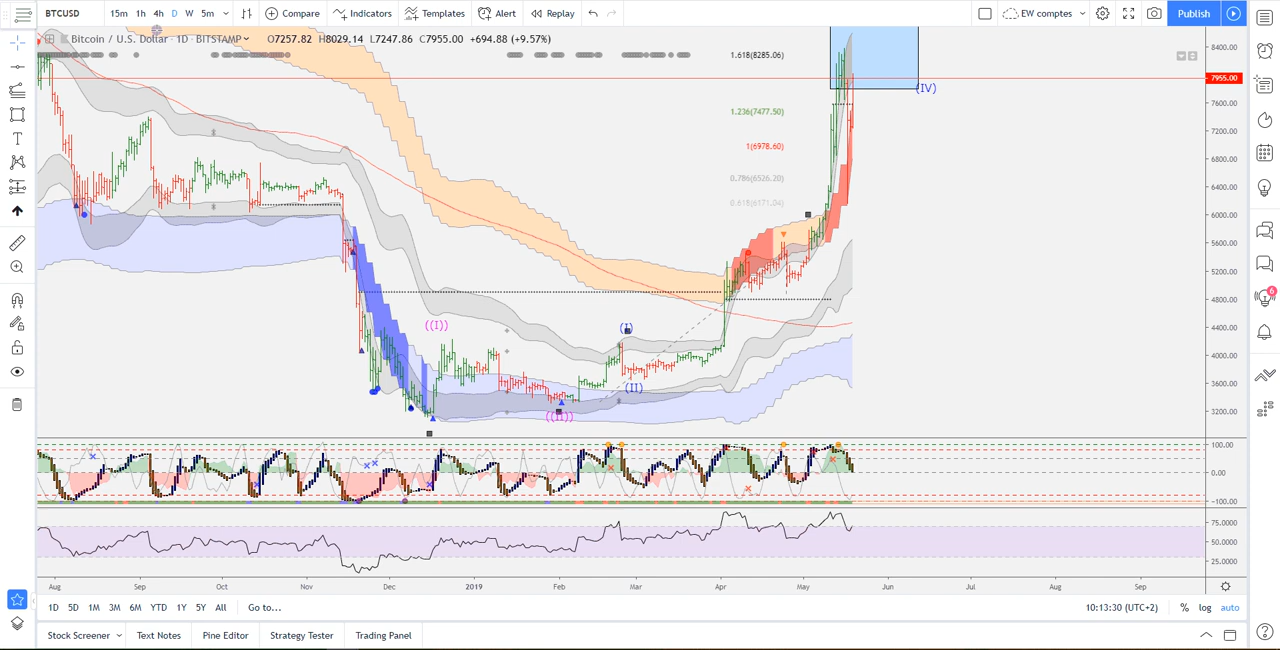 BTCUSD 15m 1h 4h D W 5m Compare Indicators Templates Alert Replay EW comptes Publish
Bitcoin / U.S. Dollar · 1D · BITSTAMP O7257.82 H8029.14 L7247.86 C7955.00 +694.88 (+9.57%)
8400.00
1.618(8285.06)
7955.00
(IV)
7600.00
1.236(7477.50)
7200.00
1(6978.60)
6800.00
0.786(6526.20)
6400.00
0.618(6171.04)
6000.00
5600.00
5200.00
4800.00
4400.00
((I))
(I)
4000.00
3600.00
(II)
3200.00
((II))
100.00
0.00
-100.00
75.0000
50.0000
25.0000
Aug Sep Oct Nov Dec 2019 Feb Mar Apr May Jun Jul Aug Sep
1D 5D 1M 3M 6M YTD 1Y 5Y All Go to... 10:13:30 (UTC+2) % log auto
Stock Screener Text Notes Pine Editor Strategy Tester Trading Panel
6